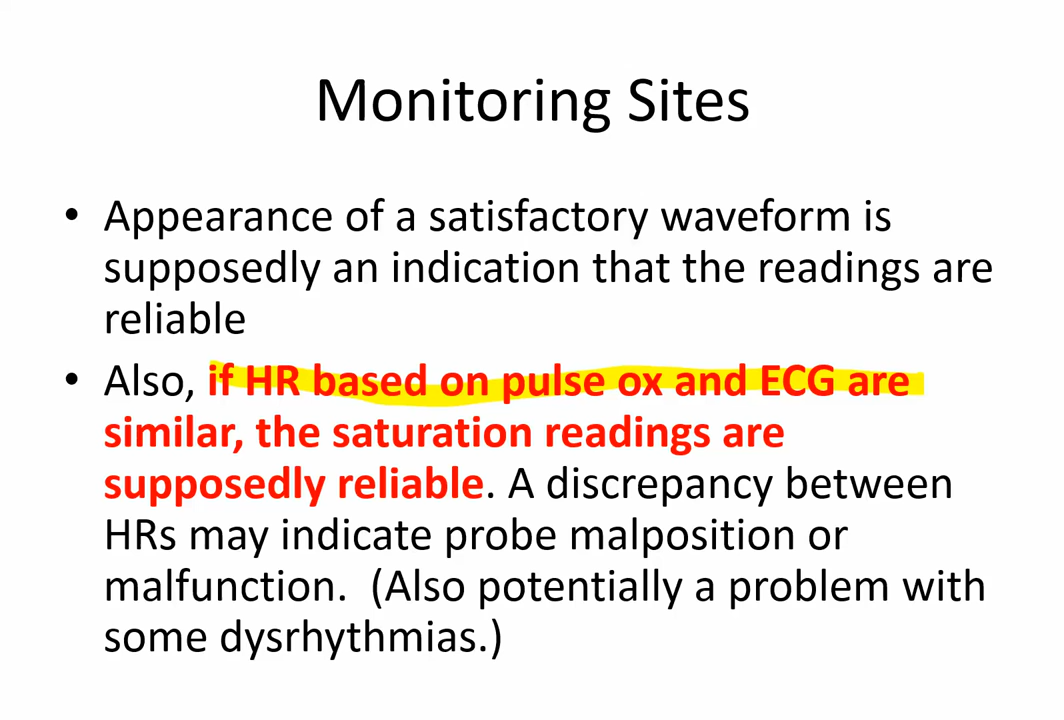 Monitoring Sites
• Appearance of a satisfactory waveform is
supposedly an indication that the readings are
reliable
• Also, if HR based on pulse ox and ECG are
similar, the saturation readings are
supposedly reliable. A discrepancy between
HRs may indicate probe malposition or
malfunction.  (Also potentially a problem with
some dysrhythmias.)